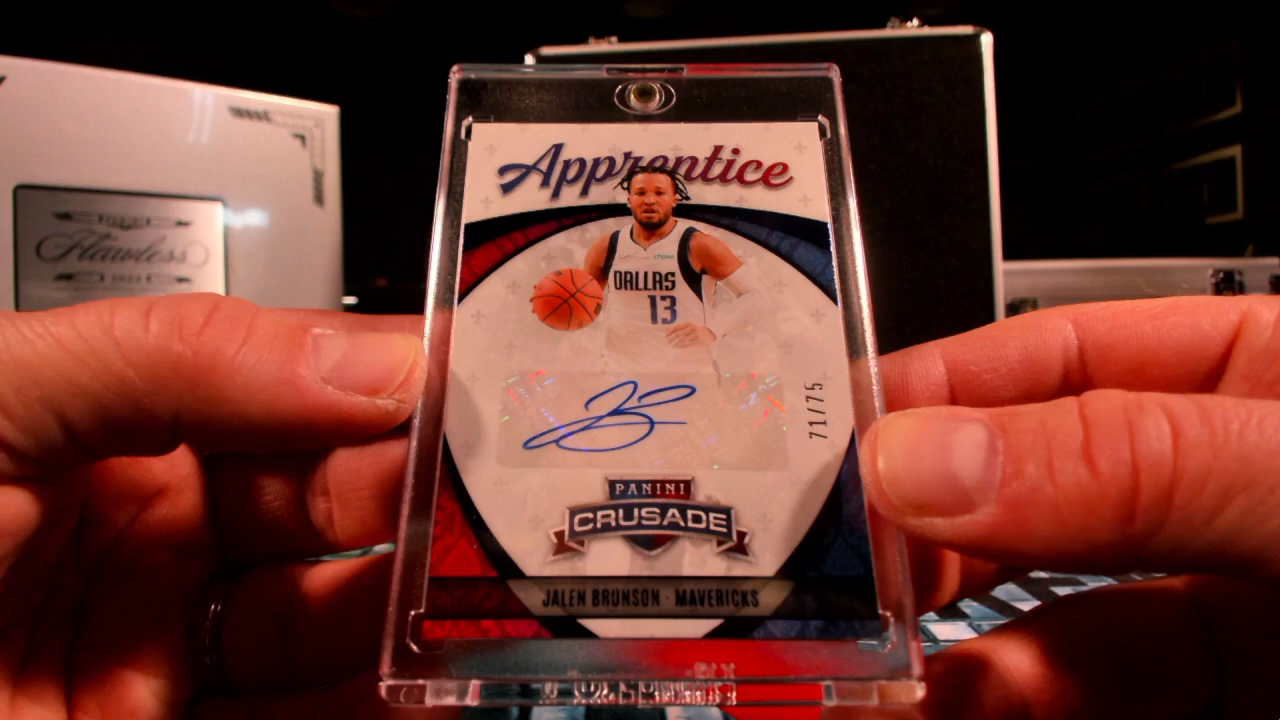 Apprentice
DALLAS
13
71/75
PANINI
CRUSADE
JALEN BRUNSON · MAVERICKS
Flawless